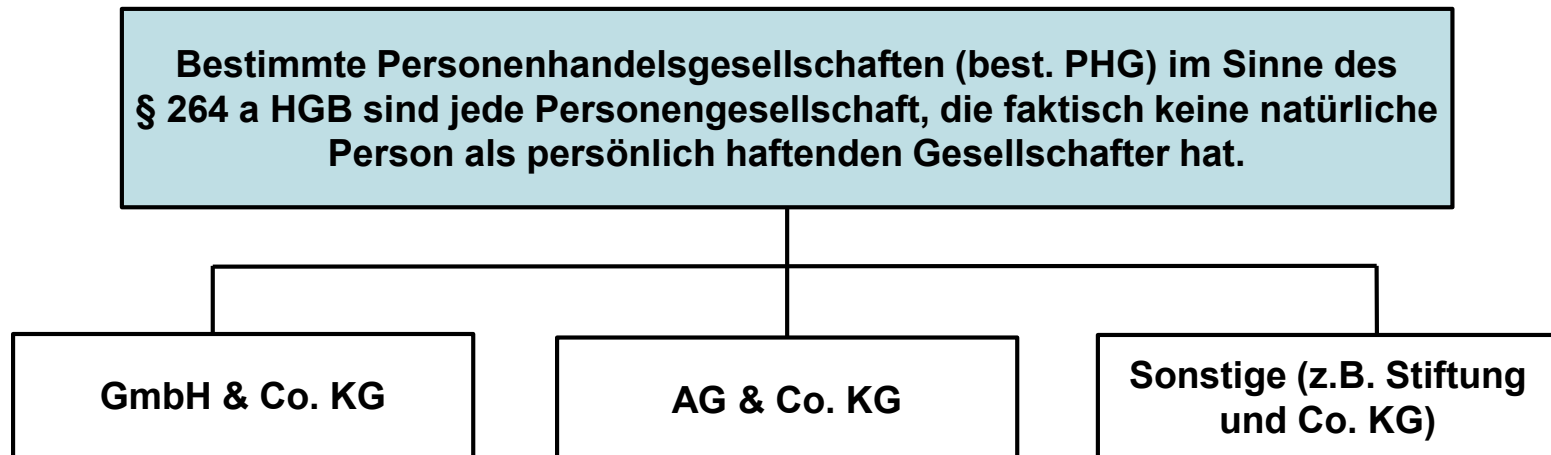 Bestimmte Personenhandelsgesellschaften (best. PHG) im Sinne des
§ 264 a HGB sind jede Personengesellschaft, die faktisch keine natürliche
Person als persönlich haftenden Gesellschafter hat.
GmbH & Co. KG
AG & Co. KG
Sonstige (z.B. Stiftung
und Co. KG)